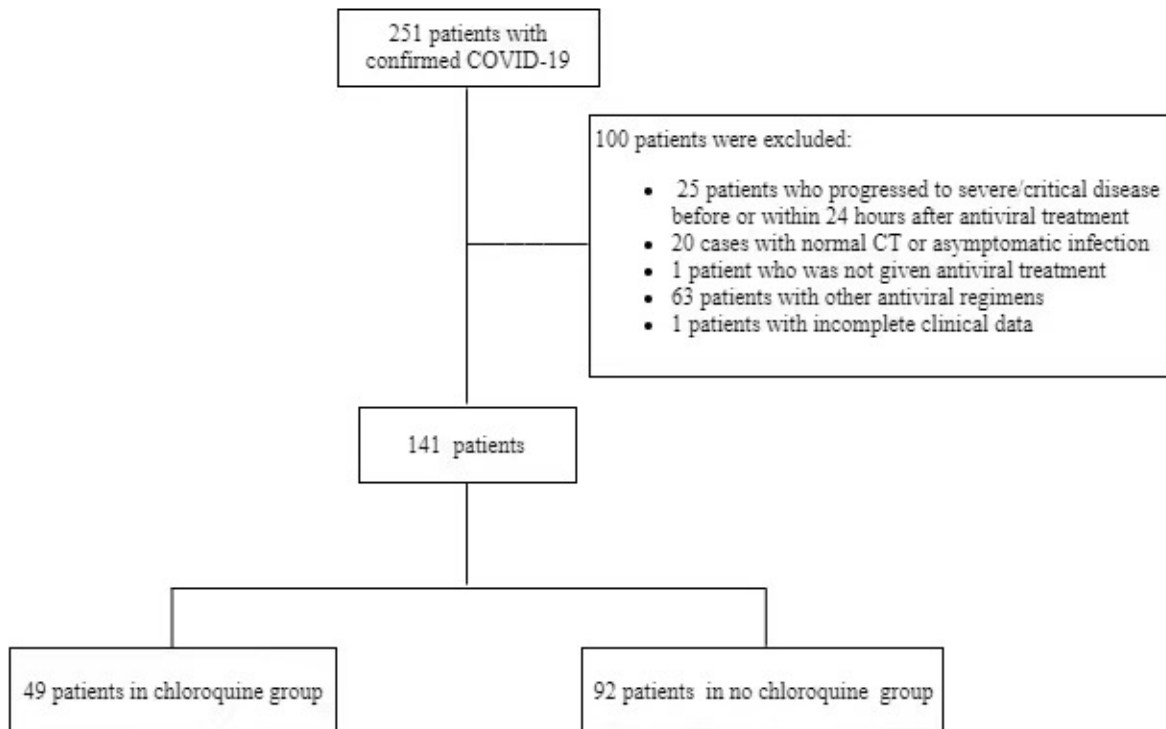 251 patients with
confirmed COVID-19
100 patients were excluded:
• 25 patients who progressed to severe/critical disease
before or within 24 hours after antiviral treatment
• 20 cases with normal CT or asymptomatic infection
• 1 patient who was not given antiviral treatment
• 63 patients with other antiviral regimens
• 1 patients with incomplete clinical data
141 patients
49 patients in chloroquine group
92 patients in no chloroquine group